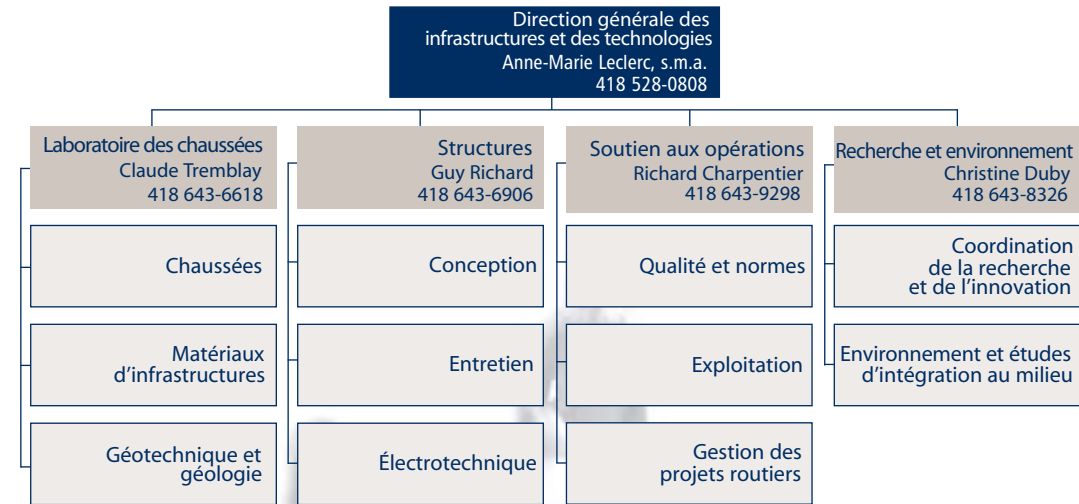 Direction générale des
infrastructures et des technologies
Anne-Marie Leclerc, s.m.a.
418 528-0808
Laboratoire des chaussées
Claude Tremblay
418 643-6618
Structures
Guy Richard
418 643-6906
Soutien aux opérations
Richard Charpentier
418 643-9298
Recherche et environnement
Christine Duby
418 643-8326
Chaussées
Conception
Qualité et normes
Coordination
de la recherche
et de l'innovation
Matériaux
d'infrastructures
Entretien
Exploitation
Environnement et études
d'intégration au milieu
Géotechnique et
géologie
Électrotechnique
Gestion des
projets routiers